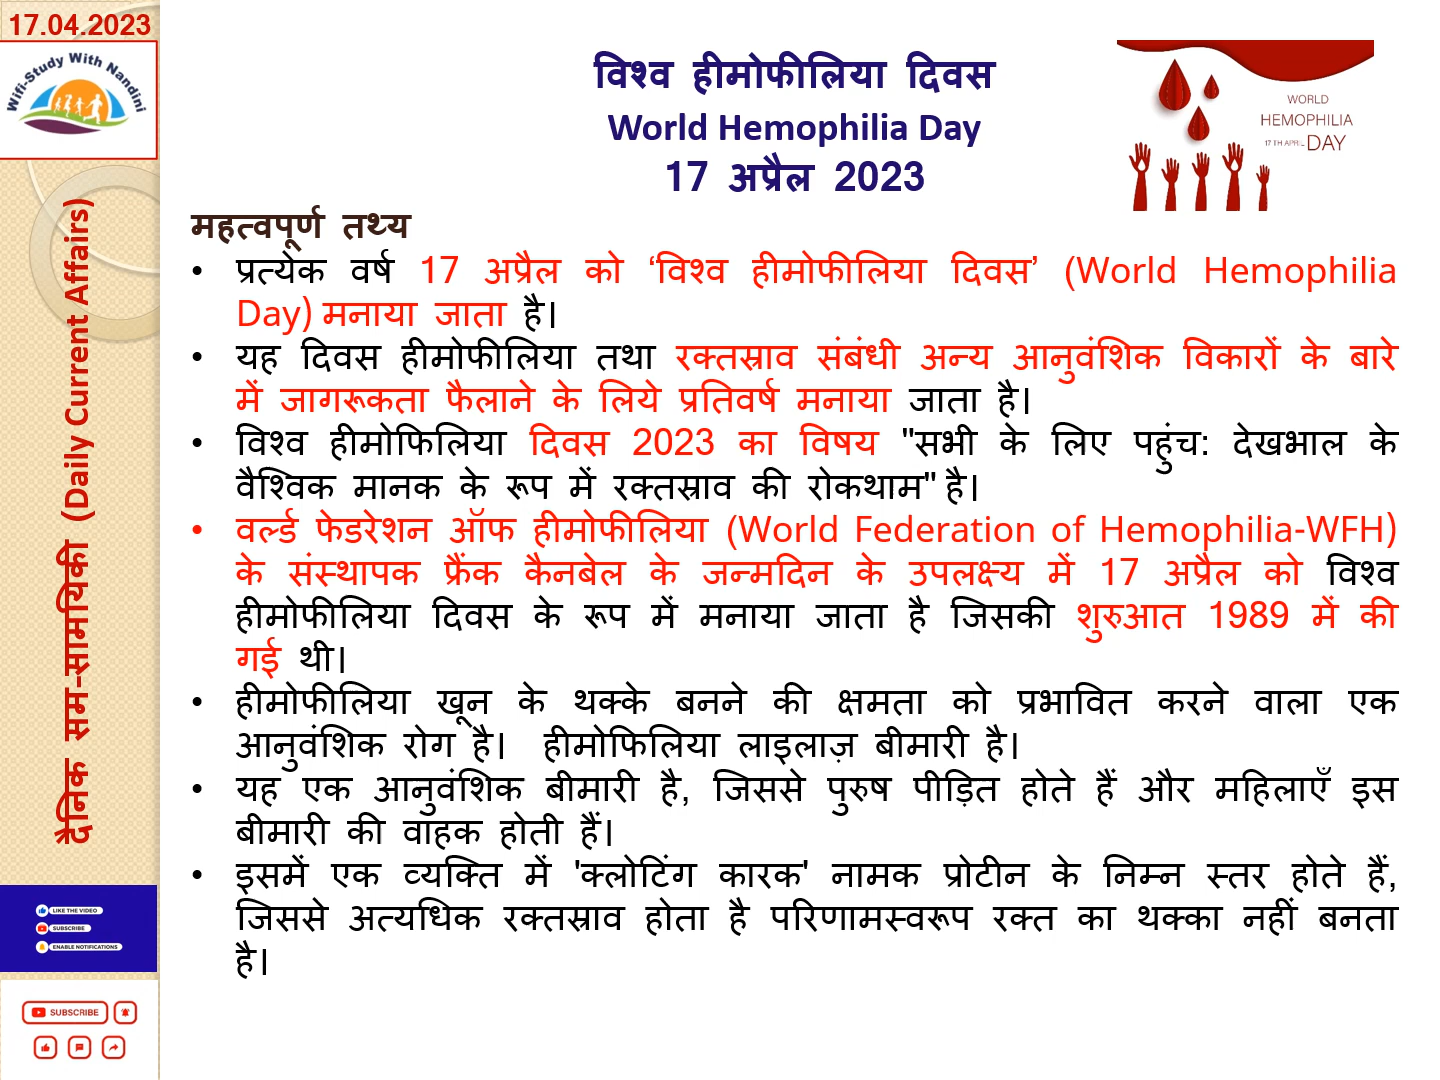 17.04.2023
Wifi-Study With Nandini
दैनिक सम-सामयिकी (Daily Current Affairs)
LIKE THE VIDEO
SUBSCRIBE
ENABLE NOTIFICATIONS
SUBSCRIBE
विश्व हीमोफीलिया दिवस
World Hemophilia Day
17 अप्रैल 2023
WORLD
HEMOPHILIA
17 TH APRIL DAY
महत्वपूर्ण तथ्य
• प्रत्येक वर्ष 17 अप्रैल को ‘विश्व हीमोफीलिया दिवस’ (World Hemophilia
Day) मनाया जाता है।
• यह दिवस हीमोफीलिया तथा रक्तस्राव संबंधी अन्य आनुवंशिक विकारों के बारे
में जागरूकता फैलाने के लिये प्रतिवर्ष मनाया जाता है।
• विश्व हीमोफिलिया दिवस 2023 का विषय "सभी के लिए पहुंच: देखभाल के
वैश्विक मानक के रूप में रक्तस्राव की रोकथाम" है।
• वर्ल्ड फेडरेशन ऑफ हीमोफीलिया (World Federation of Hemophilia-WFH)
के संस्थापक फ्रैंक कैनबेल के जन्मदिन के उपलक्ष्य में 17 अप्रैल को विश्व
हीमोफीलिया दिवस के रूप में मनाया जाता है जिसकी शुरुआत 1989 में की
गई थी।
• हीमोफीलिया खून के थक्के बनने की क्षमता को प्रभावित करने वाला एक
आनुवंशिक रोग है। हीमोफिलिया लाइलाज़ बीमारी है।
• यह एक आनुवंशिक बीमारी है, जिससे पुरुष पीड़ित होते हैं और महिलाएँ इस
बीमारी की वाहक होती हैं।
• इसमें एक व्यक्ति में 'क्लोटिंग कारक' नामक प्रोटीन के निम्न स्तर होते हैं,
जिससे अत्यधिक रक्तस्राव होता है परिणामस्वरूप रक्त का थक्का नहीं बनता
है।